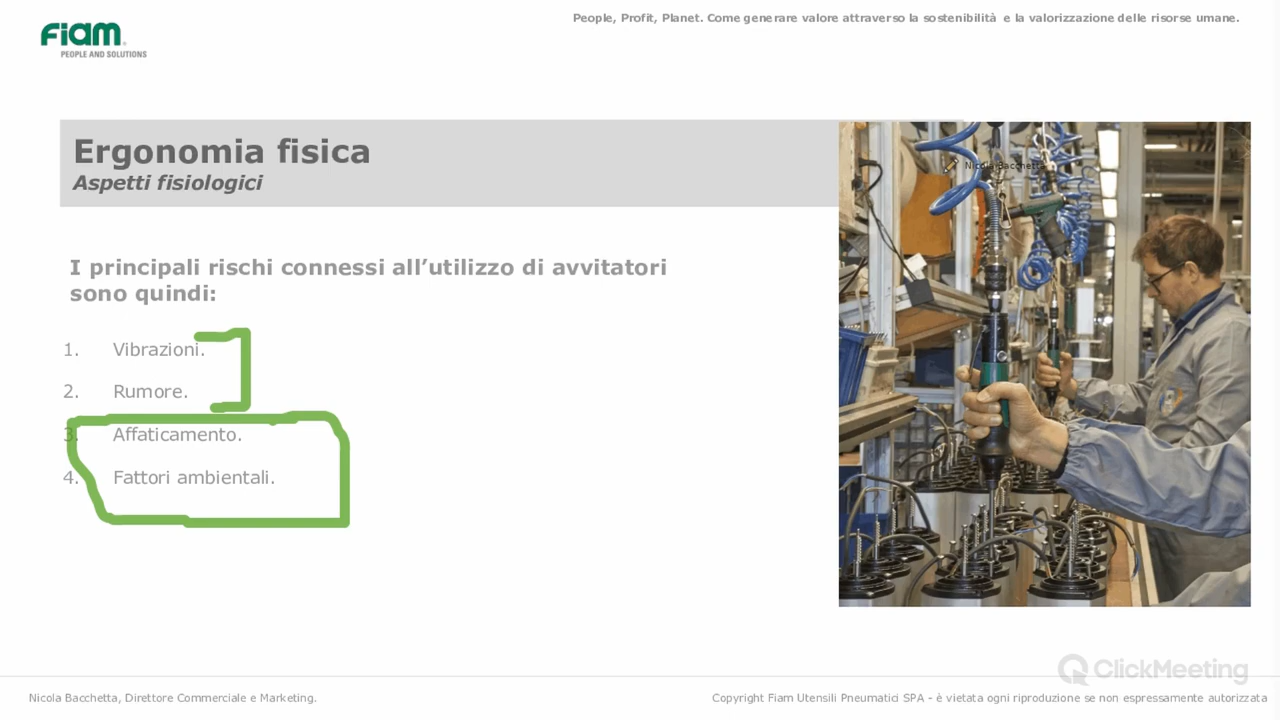 People, Profit, Planet. Come generare valore attraverso la sostenibilità e la valorizzazione delle risorse umane.
Fiam
PEOPLE AND SOLUTIONS
Ergonomia fisica
Aspetti fisiologici
Nicola Bacchetta
I principali rischi connessi all’utilizzo di avvitatori
sono quindi:
1. Vibrazioni.
2. Rumore.
3. Affaticamento.
4. Fattori ambientali.
ClickMeeting
Nicola Bacchetta, Direttore Commerciale e Marketing.
Copyright Fiam Utensili Pneumatici SPA - è vietata ogni riproduzione se non espressamente autorizzata